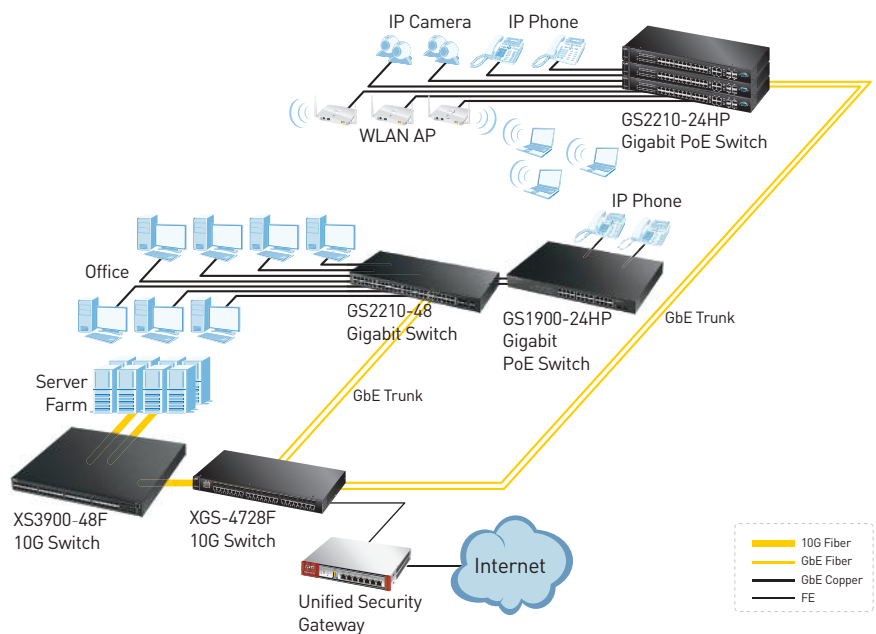 IP Camera
IP Phone
WLAN AP
GS2210-24HP
Gigabit PoE Switch
IP Phone
Office
GS2210-48
Gigabit Switch
GS1900-24HP
Gigabit
PoE Switch
GbE Trunk
Server
Farm
GbE Trunk
XS3900-48F
10G Switch
XGS-4728F
10G Switch
Internet
Unified Security
Gateway
10G Fiber
GbE Fiber
GbE Copper
FE